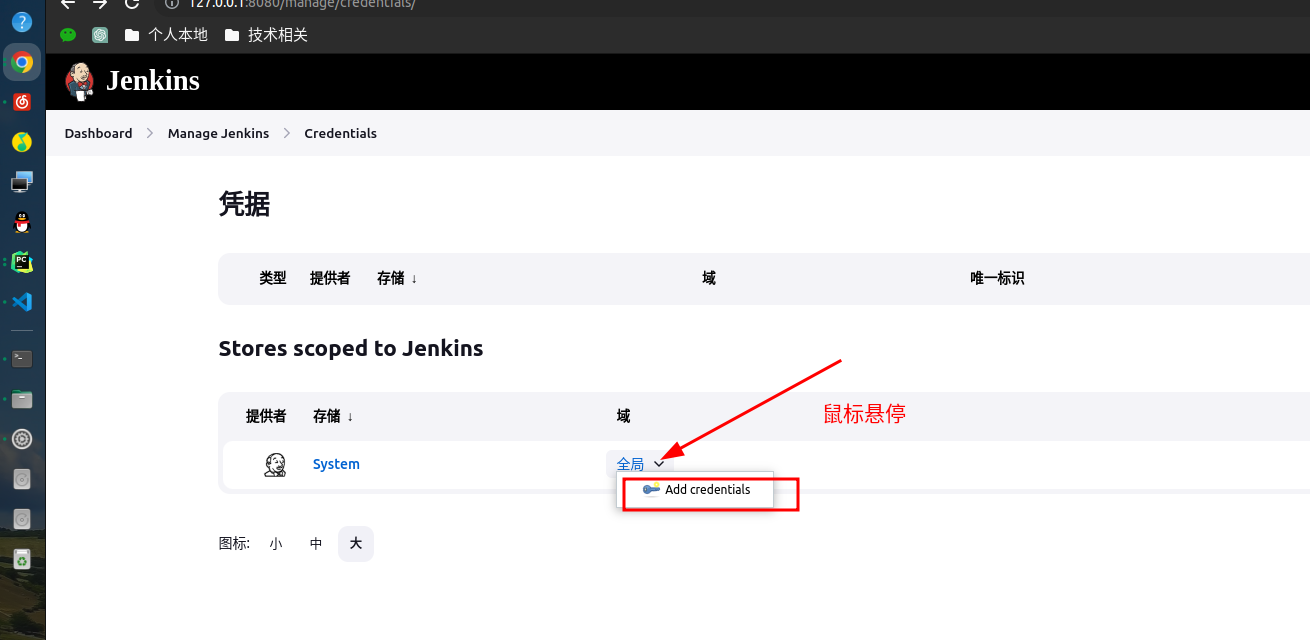 127.0.0.1:8080/manage/credentials/
个人本地 技术相关
Jenkins
Dashboard Manage Jenkins Credentials
凭据
类型 提供者 存储 ↓ 域 唯一标识
Stores scoped to Jenkins
提供者 存储 ↓ 域
鼠标悬停
System 全局
Add credentials
图标: 小 中 大